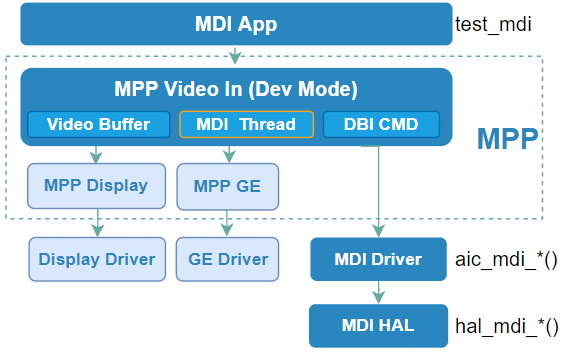 MDI App
test_mdi
MPP Video In (Dev Mode)
Video Buffer
MDI Thread
DBI CMD
MPP
MPP Display
MPP GE
Display Driver
GE Driver
MDI Driver
aic_mdi_*()
MDI HAL
hal_mdi_*()